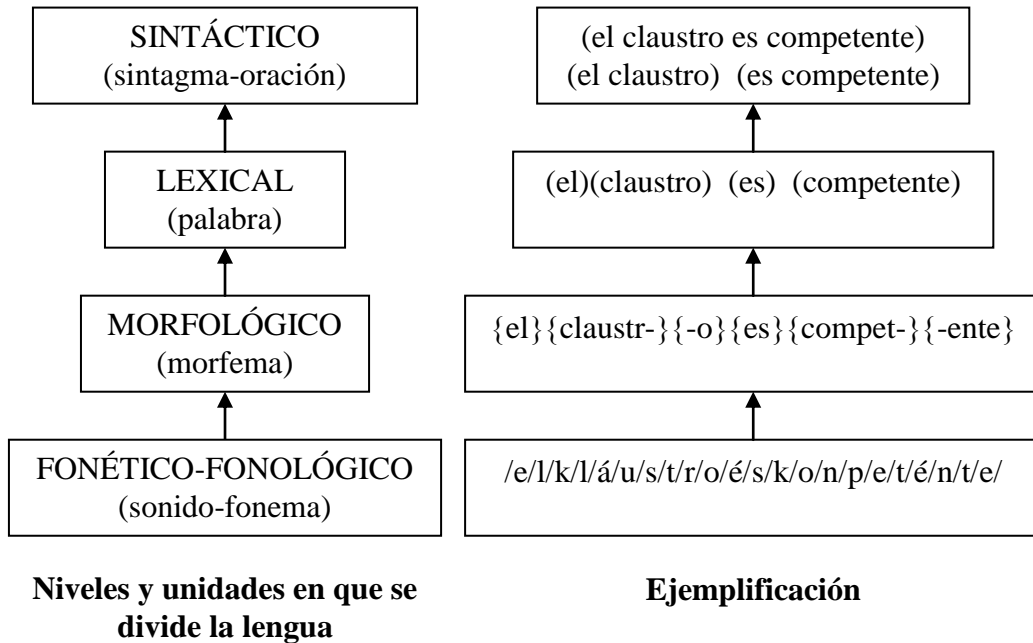 SINTÁCTICO
(sintagma-oración)
LEXICAL
(palabra)
MORFOLÓGICO
(morfema)
FONÉTICO-FONOLÓGICO
(sonido-fonema)
Niveles y unidades en que se
divide la lengua
(el claustro es competente)
(el claustro) (es competente)
(el)(claustro) (es) (competente)
{el}{claustr-}{-o}{es}{compet-}{-ente}
/e/l/k/l/á/u/s/t/r/o/é/s/k/o/n/p/e/t/é/n/t/e/
Ejemplificación